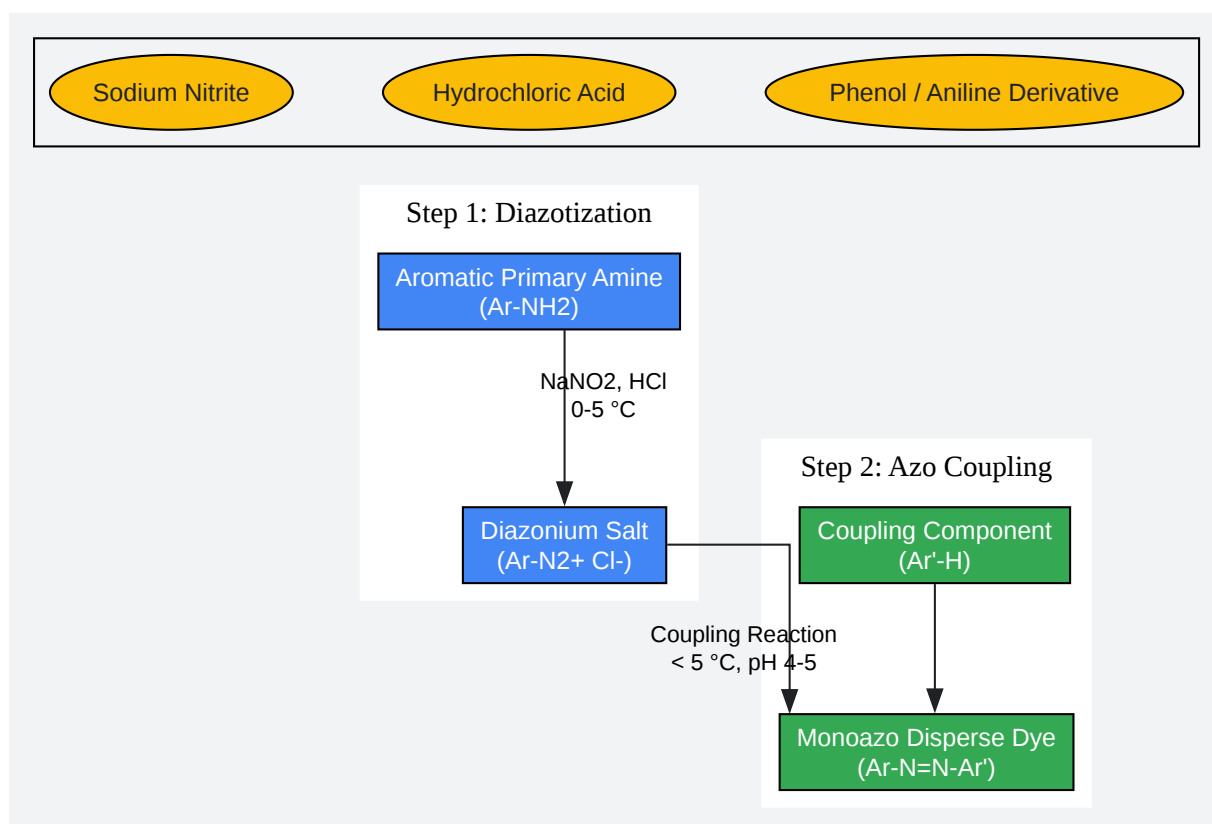 Sodium Nitrite
Hydrochloric Acid
Phenol / Aniline Derivative
Step 1: Diazotization
Aromatic Primary Amine
(Ar-NH2)
NaNO2, HCl
0-5 °C
Step 2: Azo Coupling
Diazonium Salt
(Ar-N2+ Cl-)
Coupling Component
(Ar'-H)
Coupling Reaction
< 5 °C, pH 4-5
Monoazo Disperse Dye
(Ar-N=N-Ar')